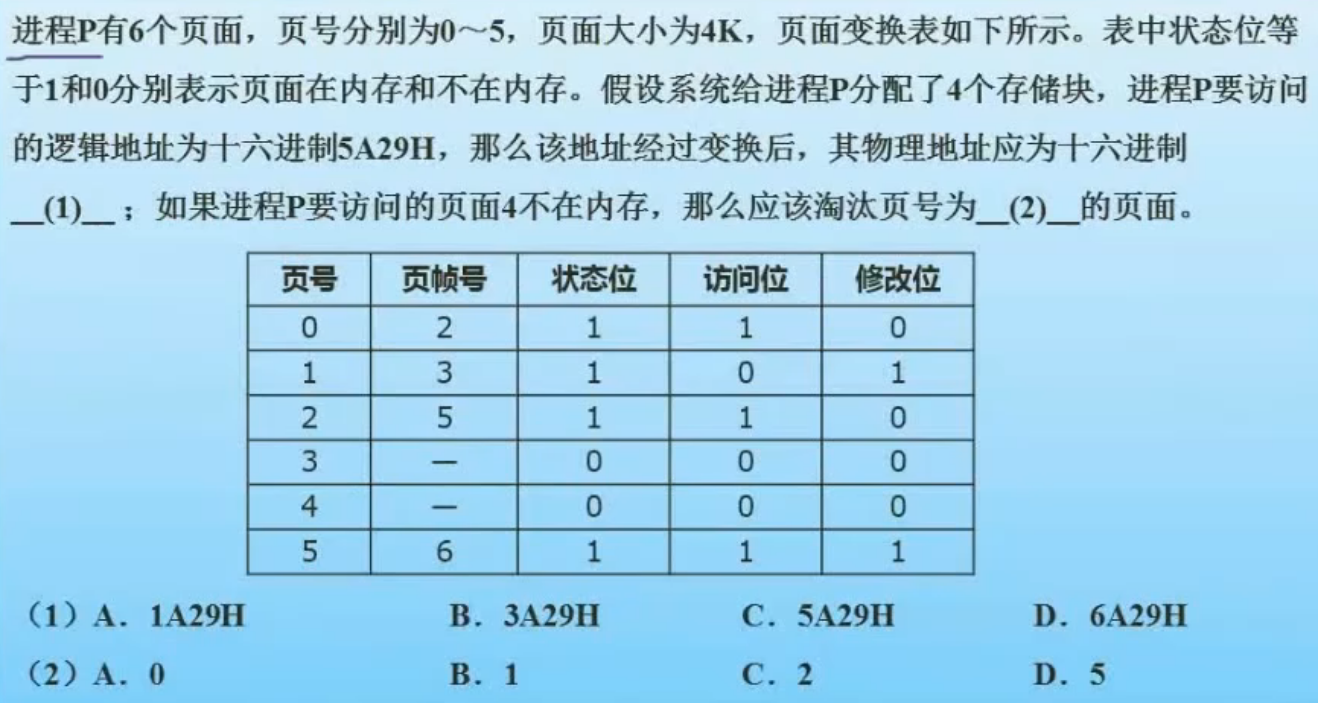 进程P有6个页面，页号分别为0～5，页面大小为4K，页面变换表如下所示。表中状态位等
于1和0分别表示页面在内存和不在内存。假设系统给进程P分配了4个存储块，进程P要访问
的逻辑地址为十六进制5A29H，那么该地址经过变换后，其物理地址应为十六进制
__(1)__；如果进程P要访问的页面4不在内存，那么应该淘汰页号为__(2)__的页面。
页号 页帧号 状态位 访问位 修改位
0 2 1 1 0
1 3 1 0 1
2 5 1 1 0
3 — 0 0 0
4 — 0 0 0
5 6 1 1 1
（1）A．1A29H B．3A29H C．5A29H D．6A29H
（2）A．0 B．1 C．2 D．5